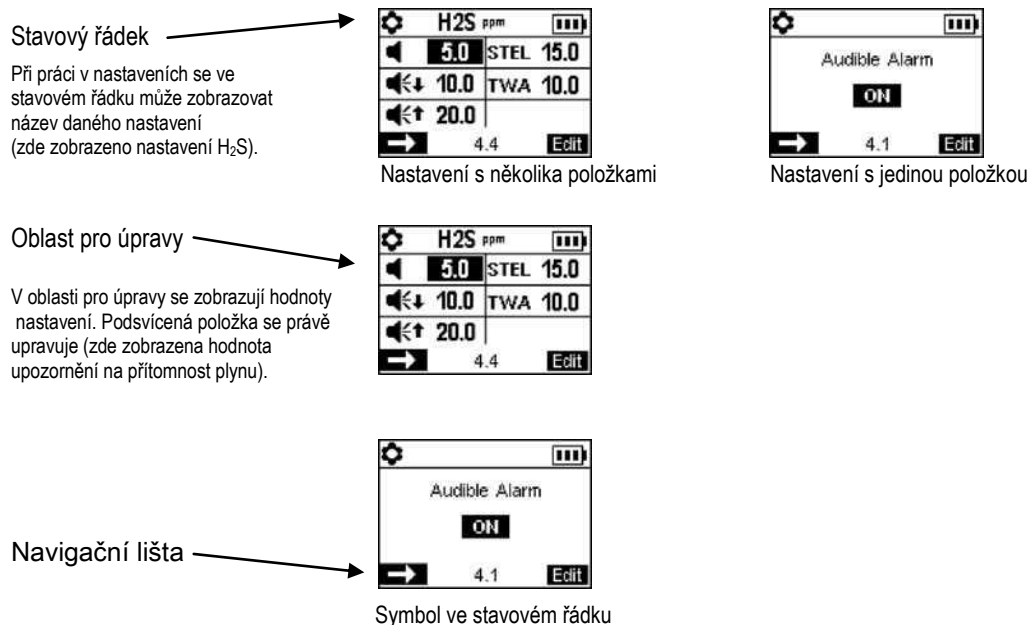 Stavový řádek
Při práci v nastaveních se ve
stavovém řádku může zobrazovat
název daného nastavení
(zde zobrazeno nastavení H₂S).
H2S ppm
5.0 STEL 15.0
10.0 TWA 10.0
20.0
4.4 Edit
Nastavení s několika položkami
Audible Alarm
ON
4.1 Edit
Nastavení s jedinou položkou
Oblast pro úpravy
V oblasti pro úpravy se zobrazují hodnoty
nastavení. Podsvícená položka se právě
upravuje (zde zobrazena hodnota
upozornění na přítomnost plynu).
H2S ppm
5.0 STEL 15.0
10.0 TWA 10.0
20.0
4.4 Edit
Navigační lišta
Audible Alarm
ON
4.1 Edit
Symbol ve stavovém řádku